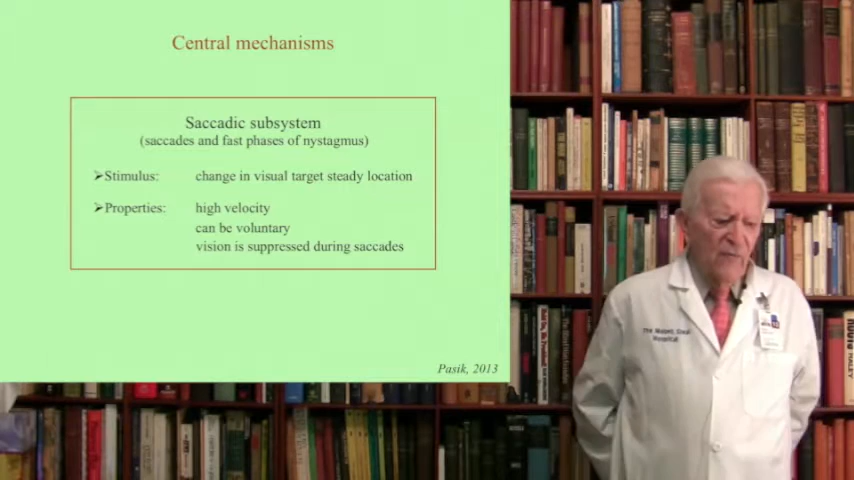 Central mechanisms
Saccadic subsystem
(saccades and fast phases of nystagmus)
➢Stimulus: change in visual target steady location
➢Properties: high velocity
can be voluntary
vision is suppressed during saccades
Pasik, 2013
The Mount Sinai
Hospital